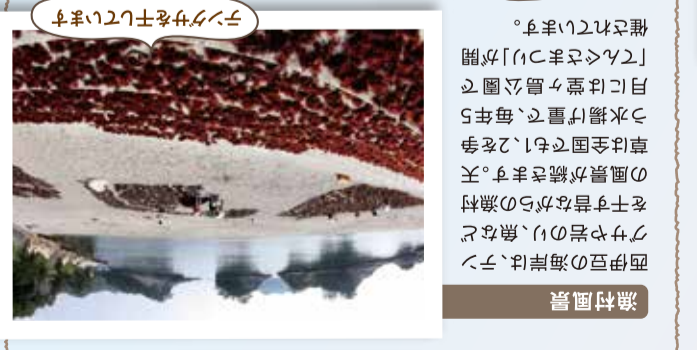 漁村風景
西伊豆の海岸は、テン
グサや岩のり、魚など
を干す昔ながらの漁村
の風景が続きます。天
草は全国でも1、2を争
う水揚げ量で、毎年5
月には堂ヶ島公園で
「てんぐさまつり」が開
催されています。
テングサを干しています